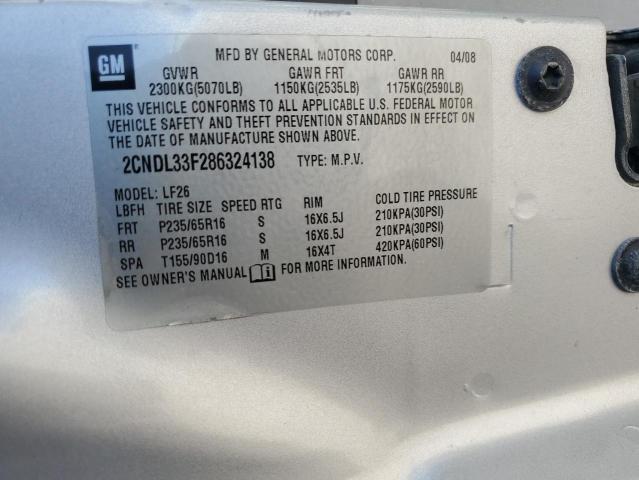 GM
MFD BY GENERAL MOTORS CORP. 04/08
GVWR GAWR FRT GAWR RR
2300KG(5070LB) 1150KG(2535LB) 1175KG(2590LB)
THIS VEHICLE CONFORMS TO ALL APPLICABLE U.S. FEDERAL MOTOR
VEHICLE SAFETY AND THEFT PREVENTION STANDARDS IN EFFECT ON
THE DATE OF MANUFACTURE SHOWN ABOVE.
2CNDL33F286324138 TYPE: M.P.V.
MODEL: LF26
LBFH TIRE SIZE SPEED RTG RIM COLD TIRE PRESSURE
FRT P235/65R16 S 16X6.5J 210KPA(30PSI)
RR P235/65R16 S 16X6.5J 210KPA(30PSI)
SPA T155/90D16 M 16X4T 420KPA(60PSI)
SEE OWNER'S MANUAL FOR MORE INFORMATION.